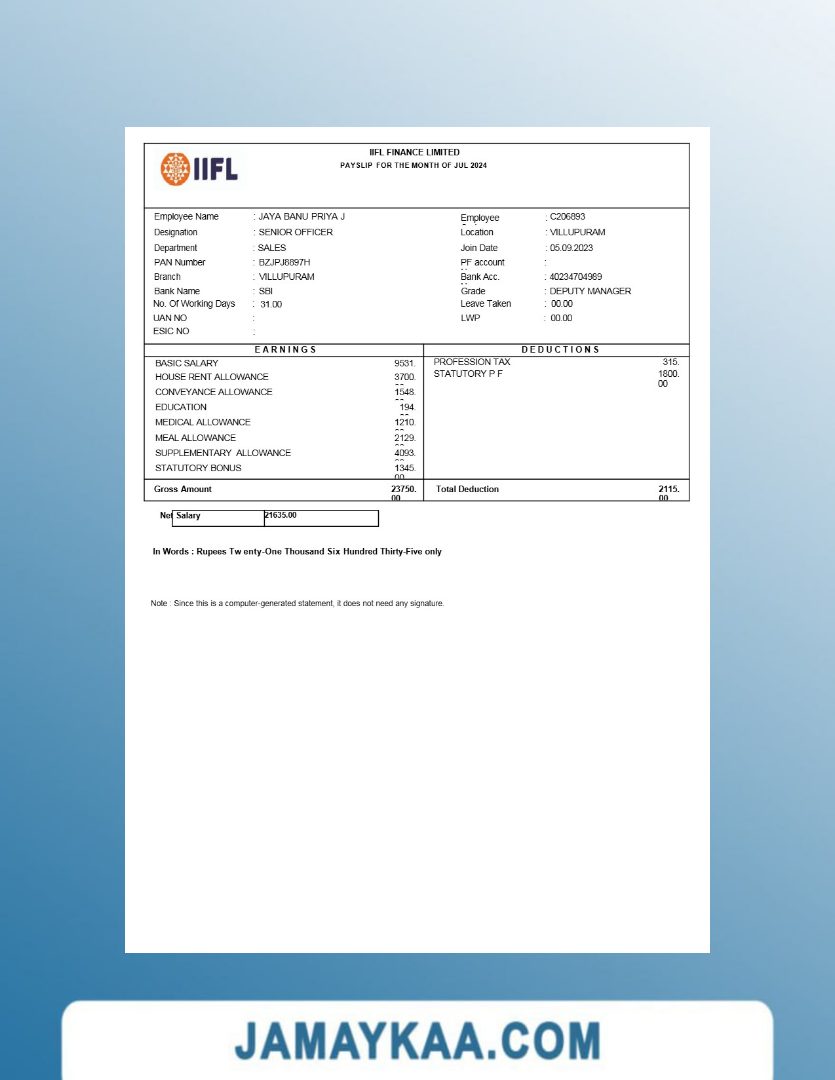 IIFL
IIFL FINANCE LIMITED
PAYSLIP FOR THE MONTH OF JUL 2024
Employee Name : JAYA BANU PRIYA J Employee : C206893
Designation : SENIOR OFFICER Location : VILLUPURAM
Department : SALES Join Date : 05.09.2023
PAN Number : BZJPJ8897H PF account :
Branch : VILLUPURAM Bank Acc. : 40234704989
Bank Name : SBI Grade : DEPUTY MANAGER
No. Of Working Days : 31.00 Leave Taken : 00.00
UAN NO : LWP : 00.00
ESIC NO :
EARNINGS DEDUCTIONS
BASIC SALARY 9531. PROFESSION TAX 315.
HOUSE RENT ALLOWANCE 3700. STATUTORY P F 1800.
00
CONVEYANCE ALLOWANCE 1548.
EDUCATION 194.
MEDICAL ALLOWANCE 1210.
MEAL ALLOWANCE 2129.
SUPPLEMENTARY ALLOWANCE 4093.
STATUTORY BONUS 1345.
00
Gross Amount 23750. Total Deduction 2115.
00 00
Net Salary 21635.00
In Words : Rupees Tw enty-One Thousand Six Hundred Thirty-Five only
Note : Since this is a computer-generated statement, it does not need any signature.
JAMAYKAA.COM